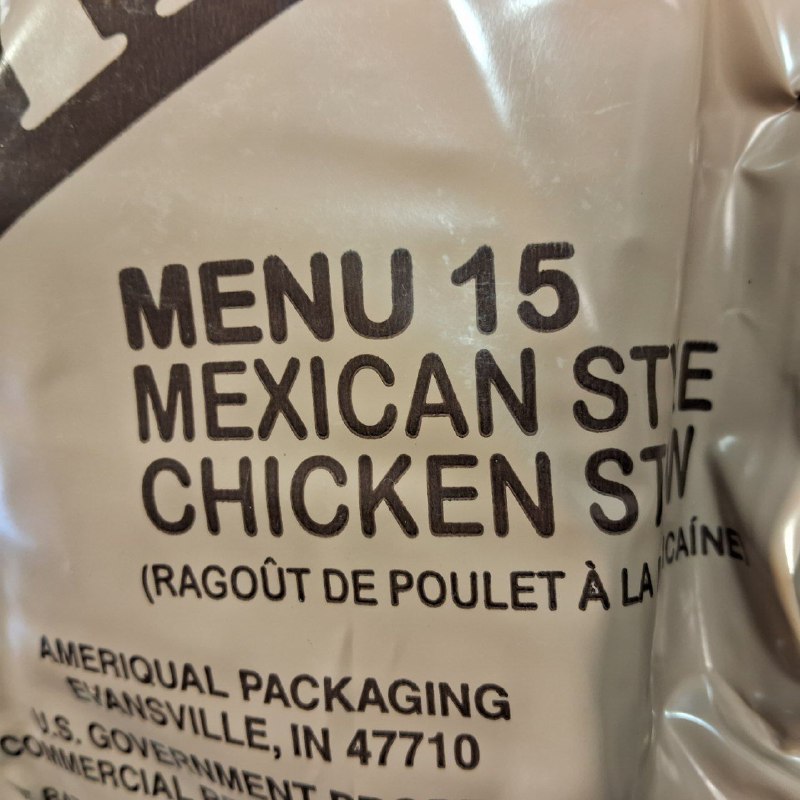 MENU 15
MEXICAN
CHICKEN
(RAGOÛT DE POULET À LA
AMERIQUAL PACKAGING
EVANSVILLE, IN 47710
U.S. GOVERNMENT
COMMERCIAL